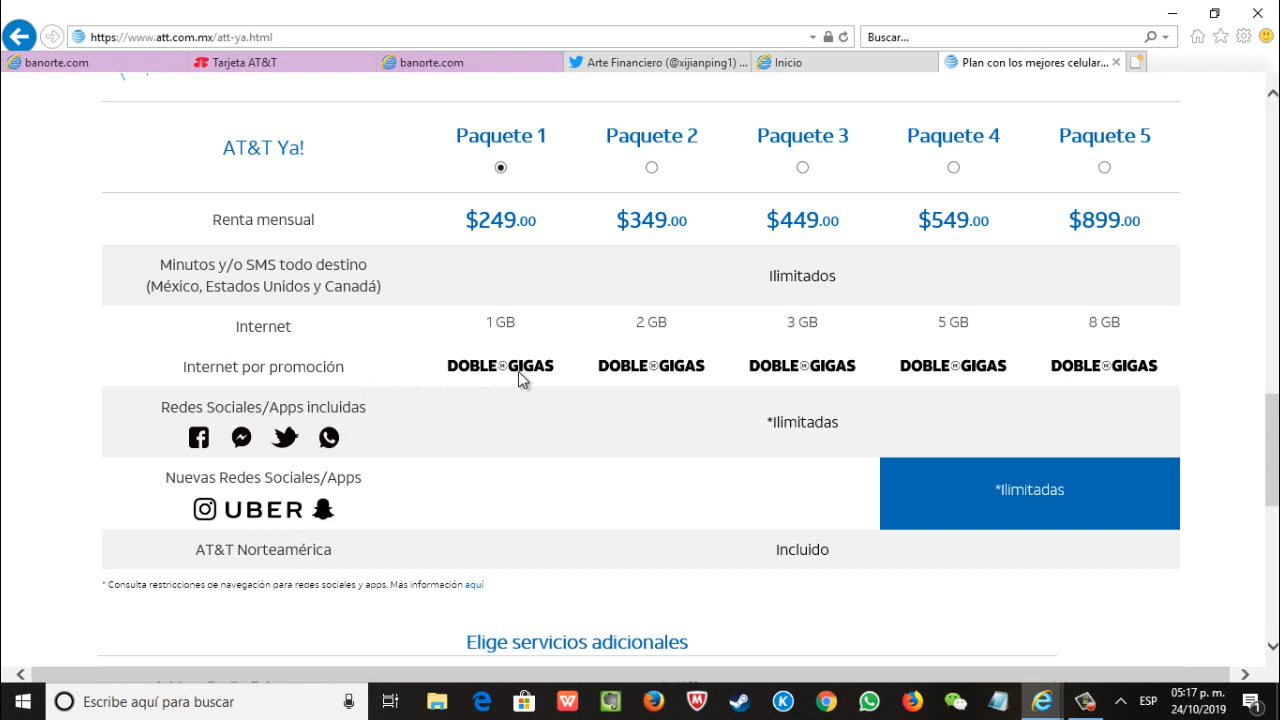 https://www.att.com.mx/att-ya.html
Buscar...
banorte.com
Tarjeta AT&T
banorte.com
Arte Financiero (@xijianping1) ...
Inicio
Plan con los mejores celular...
AT&T Ya!
Paquete 1 Paquete 2 Paquete 3 Paquete 4 Paquete 5
Renta mensual $249.00 $349.00 $449.00 $549.00 $899.00
Minutos y/o SMS todo destino
(México, Estados Unidos y Canadá)
Ilimitados
Internet 1 GB 2 GB 3 GB 5 GB 8 GB
Internet por promoción DOBLE GIGAS DOBLE GIGAS DOBLE GIGAS DOBLE GIGAS DOBLE GIGAS
Redes Sociales/Apps incluidas
*Ilimitadas
Nuevas Redes Sociales/Apps
*Ilimitadas
UBER
AT&T Norteamérica Incluido
* Consulta restricciones de navegación para redes sociales y apps. Más información aquí
Elige servicios adicionales
Escribe aquí para buscar
ESP
05:17 p. m.
24/10/2019